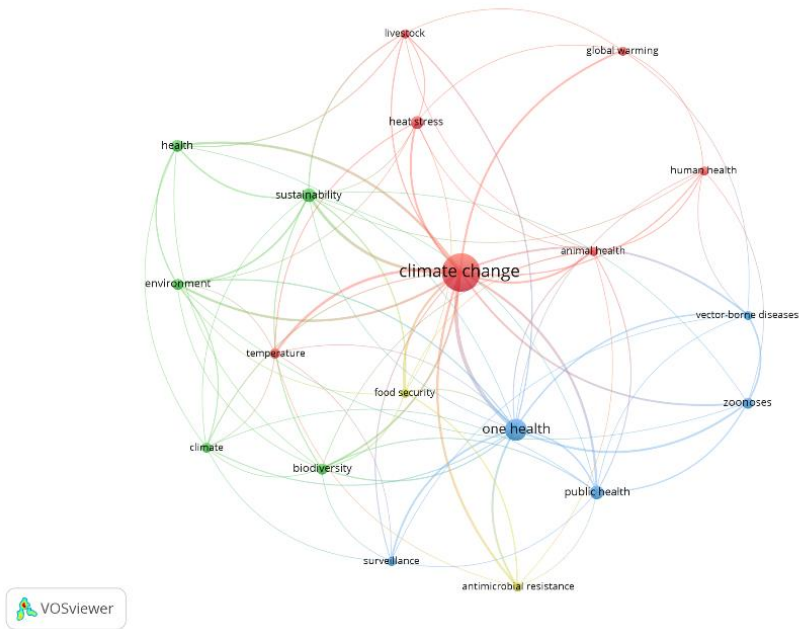 livestock
global warming
heat stress
health
human health
sustainability
animal health
climate change
environment
vector-borne diseases
temperature
food security
zoonoses
one health
climate
biodiversity
public health
surveillance
antimicrobial resistance
VOSviewer